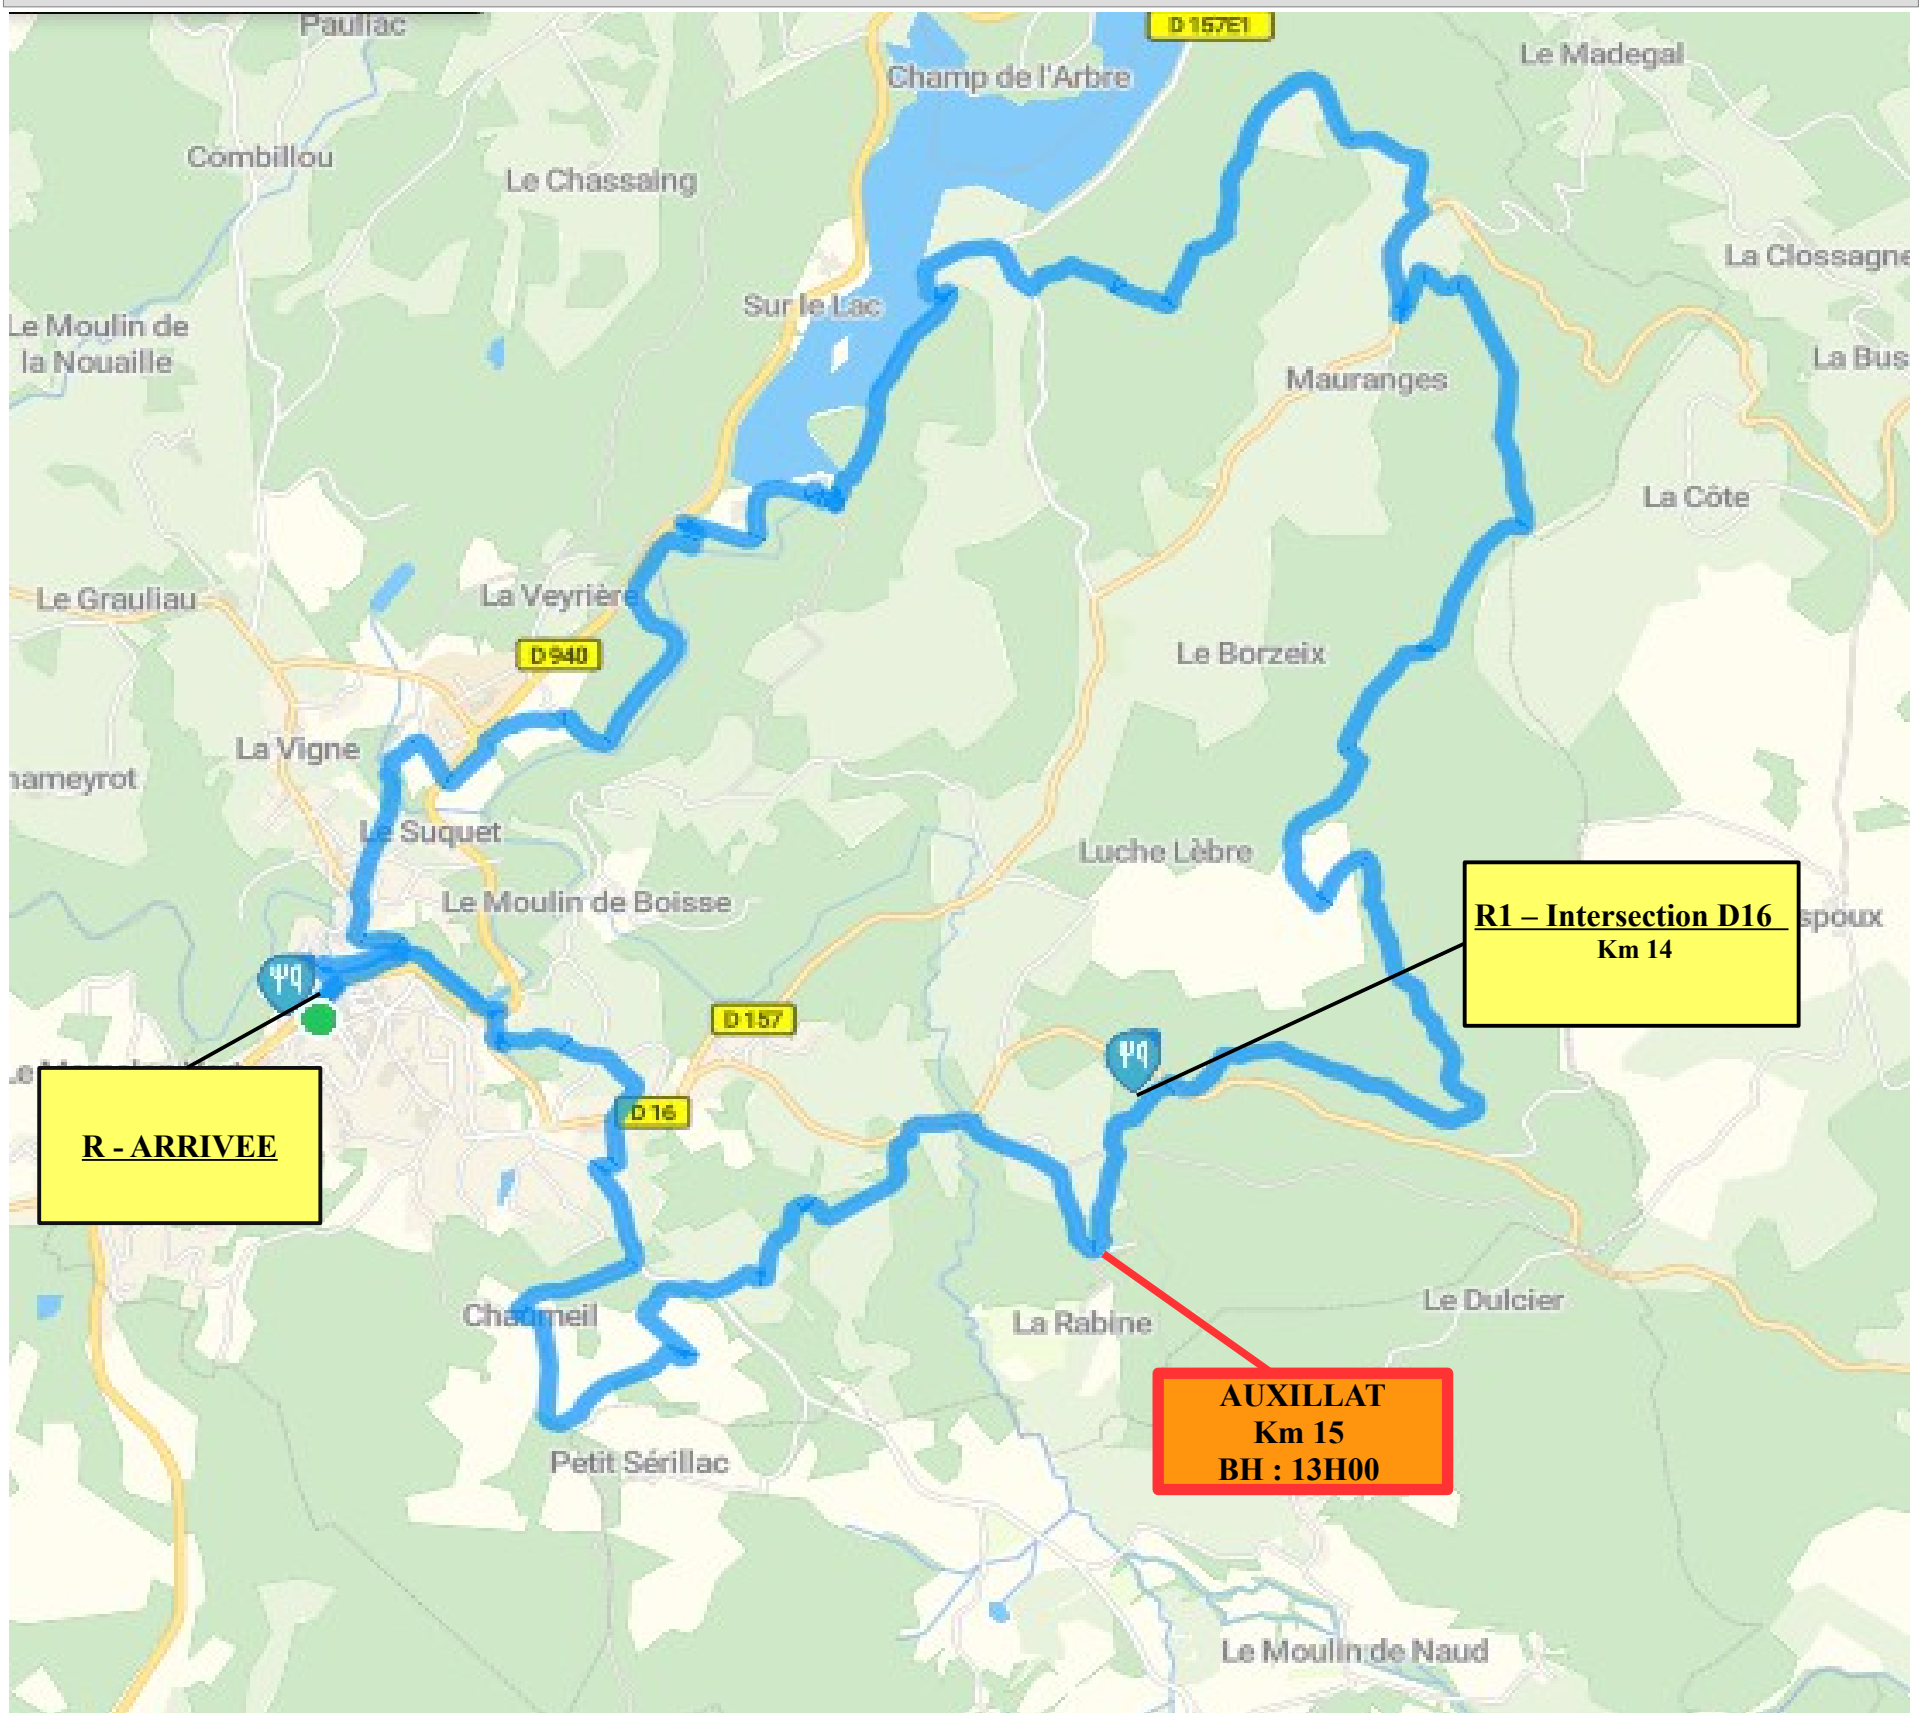 Pauliac
D 157E1
Le Madegal
Champ de l'Arbre
Combillou
Le Chassaing
La Clossagne
Sur le Lac
Le Moulin de
la Nouaille
La Bus
Mauranges
La Côte
Le Grauliau
La Veyrière
D 940
Le Borzeix
La Vigne
hameyrot
Le Suquet
Luche Lèbre
Le Moulin de Boisse
R1 – Intersection D16
Km 14
spoux
D 157
D 16
R - ARRIVEE
Chaumeil
La Rabine
Le Dulcier
AUXILLAT
Km 15
BH : 13H00
Petit Sérillac
Le Moulin de Naud